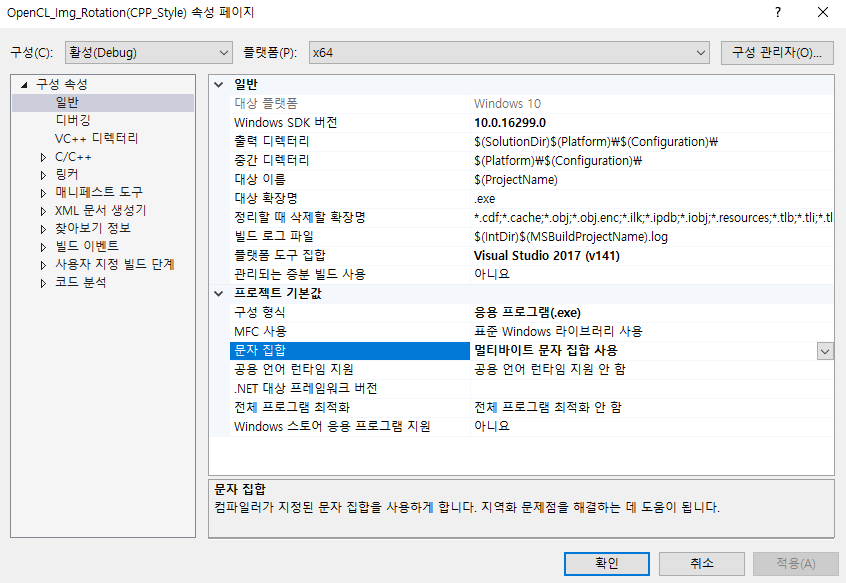 OpenCL_Img_Rotation(CPP_Style) 속성 페이지
구성(C): 활성(Debug) 플랫폼(P): x64 구성 관리자(O)...
구성 속성
일반
디버깅
VC++ 디렉터리
C/C++
링커
매니페스트 도구
XML 문서 생성기
찾아보기 정보
빌드 이벤트
사용자 지정 빌드 단계
코드 분석
일반
대상 플랫폼 Windows 10
Windows SDK 버전 10.0.16299.0
출력 디렉터리 $(SolutionDir)$(Platform)₩$(Configuration)₩
중간 디렉터리 $(Platform)₩$(Configuration)₩
대상 이름 $(ProjectName)
대상 확장명 .exe
정리할 때 삭제할 확장명 *.cdf;*.cache;*.obj;*.obj.enc;*.ilk;*.ipdb;*.iobj;*.resources;*.tlb;*.tli;*.tl
빌드 로그 파일 $(IntDir)$(MSBuildProjectName).log
플랫폼 도구 집합 Visual Studio 2017 (v141)
관리되는 증분 빌드 사용 아니요
프로젝트 기본값
구성 형식 응용 프로그램(.exe)
MFC 사용 표준 Windows 라이브러리 사용
문자 집합 멀티바이트 문자 집합 사용
공용 언어 런타임 지원 공용 언어 런타임 지원 안 함
.NET 대상 프레임워크 버전
전체 프로그램 최적화 전체 프로그램 최적화 안 함
Windows 스토어 응용 프로그램 지원 아니요
문자 집합
컴파일러가 지정된 문자 집합을 사용하게 합니다. 지역화 문제점을 해결하는 데 도움이 됩니다.
확인 취소 적용(A)